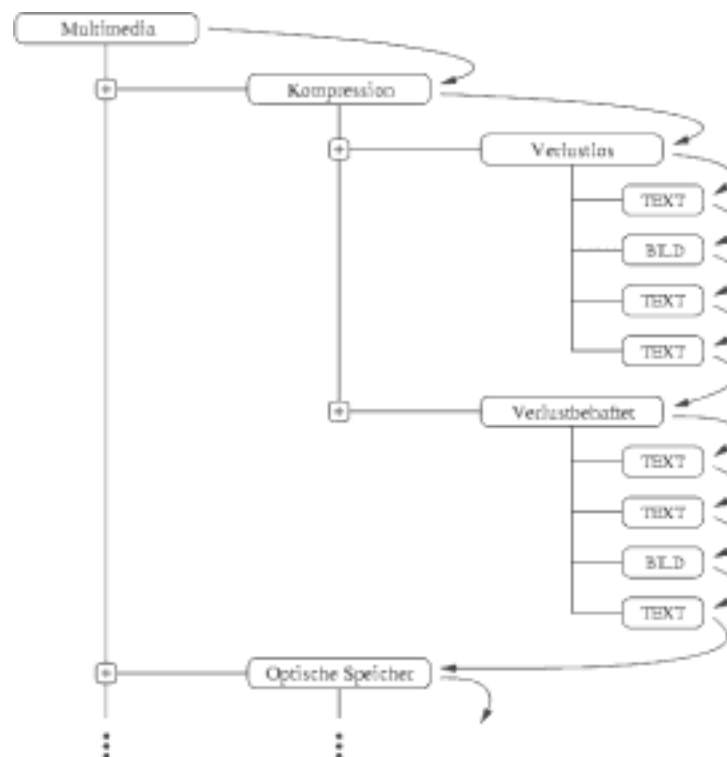 Multimedia
Kompression
Verlustlos
TEXT
BILD
TEXT
TEXT
Verlustbehaftet
TEXT
TEXT
BILD
TEXT
Optische Speicher